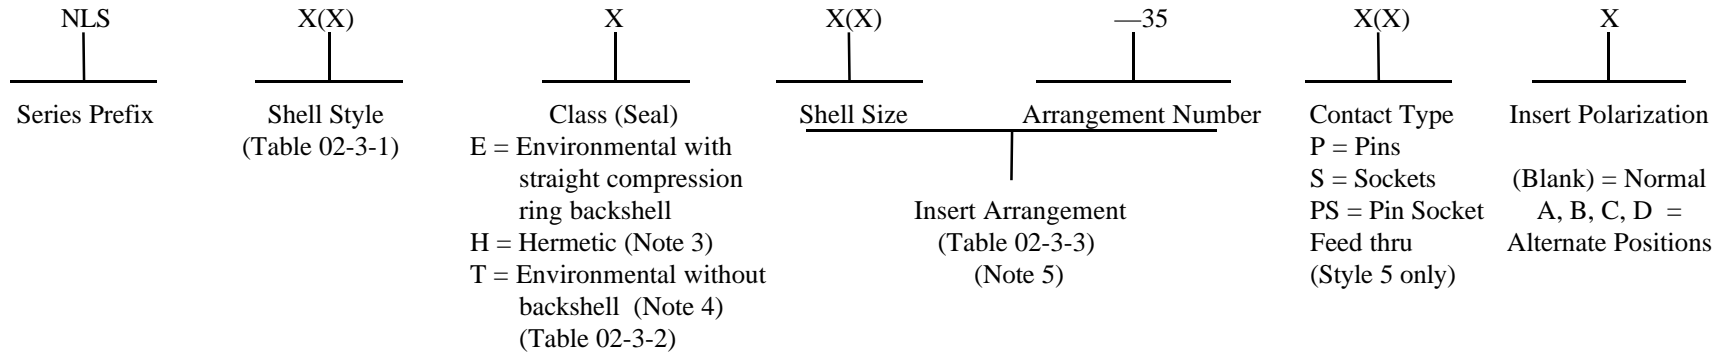 NLS X(X) X X(X) —35 X(X) X
Series Prefix Shell Style Class (Seal) Shell Size Arrangement Number Contact Type Insert Polarization
(Table 02-3-1) E = Environmental with P = Pins
straight compression S = Sockets (Blank) = Normal
ring backshell Insert Arrangement PS = Pin Socket A, B, C, D =
H = Hermetic (Note 3) (Table 02-3-3) Feed thru Alternate Positions
T = Environmental without (Note 5) (Style 5 only)
backshell (Note 4)
(Table 02-3-2)